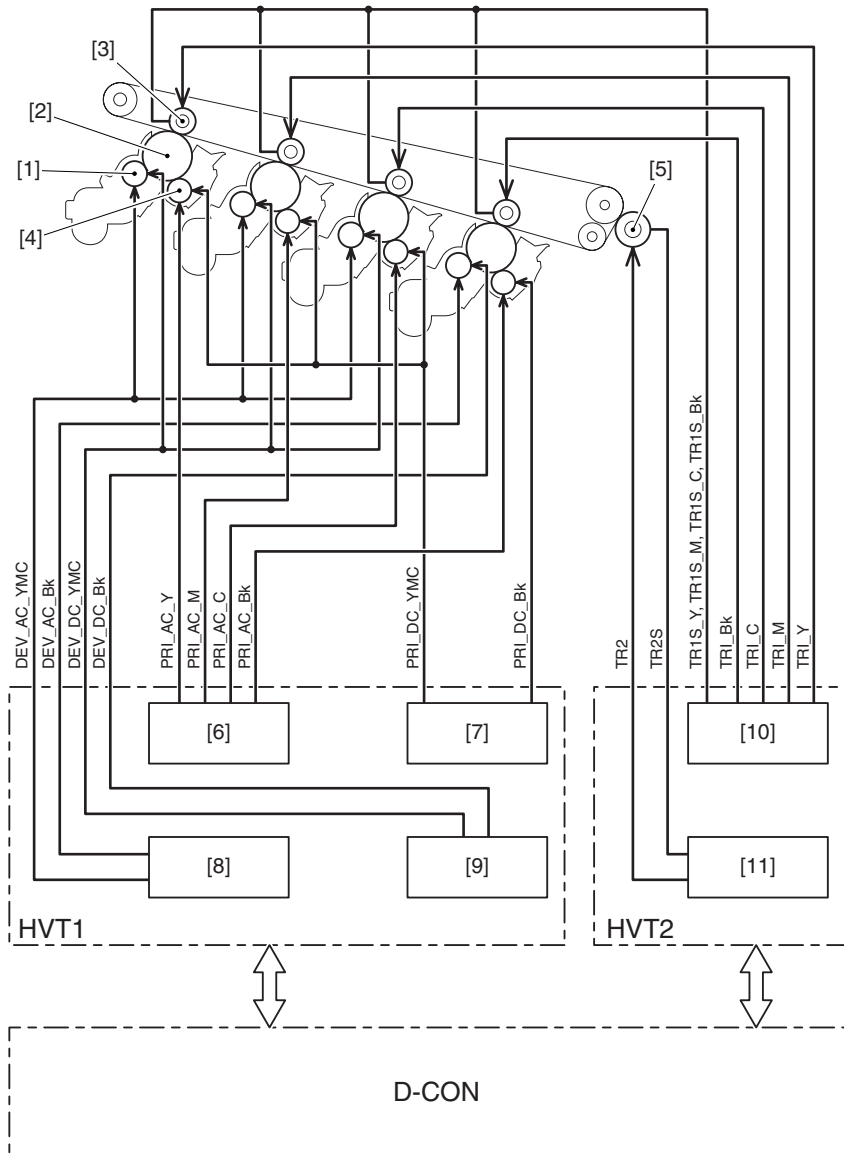 [3]
[2]
[1]
[4]
[5]
DEV_AC_YMC
DEV_AC_Bk
DEV_DC_YMC
DEV_DC_Bk
PRI_AC_Y
PRI_AC_M
PRI_AC_C
PRI_AC_Bk
PRI_DC_YMC
PRI_DC_Bk
TR2
TR2S
TR1S_Y, TR1S_M, TR1S_C, TR1S_Bk
TRI_Bk
TRI_C
TRI_M
TRI_Y
[6]
[7]
[10]
[8]
[9]
[11]
HVT1
HVT2
D-CON